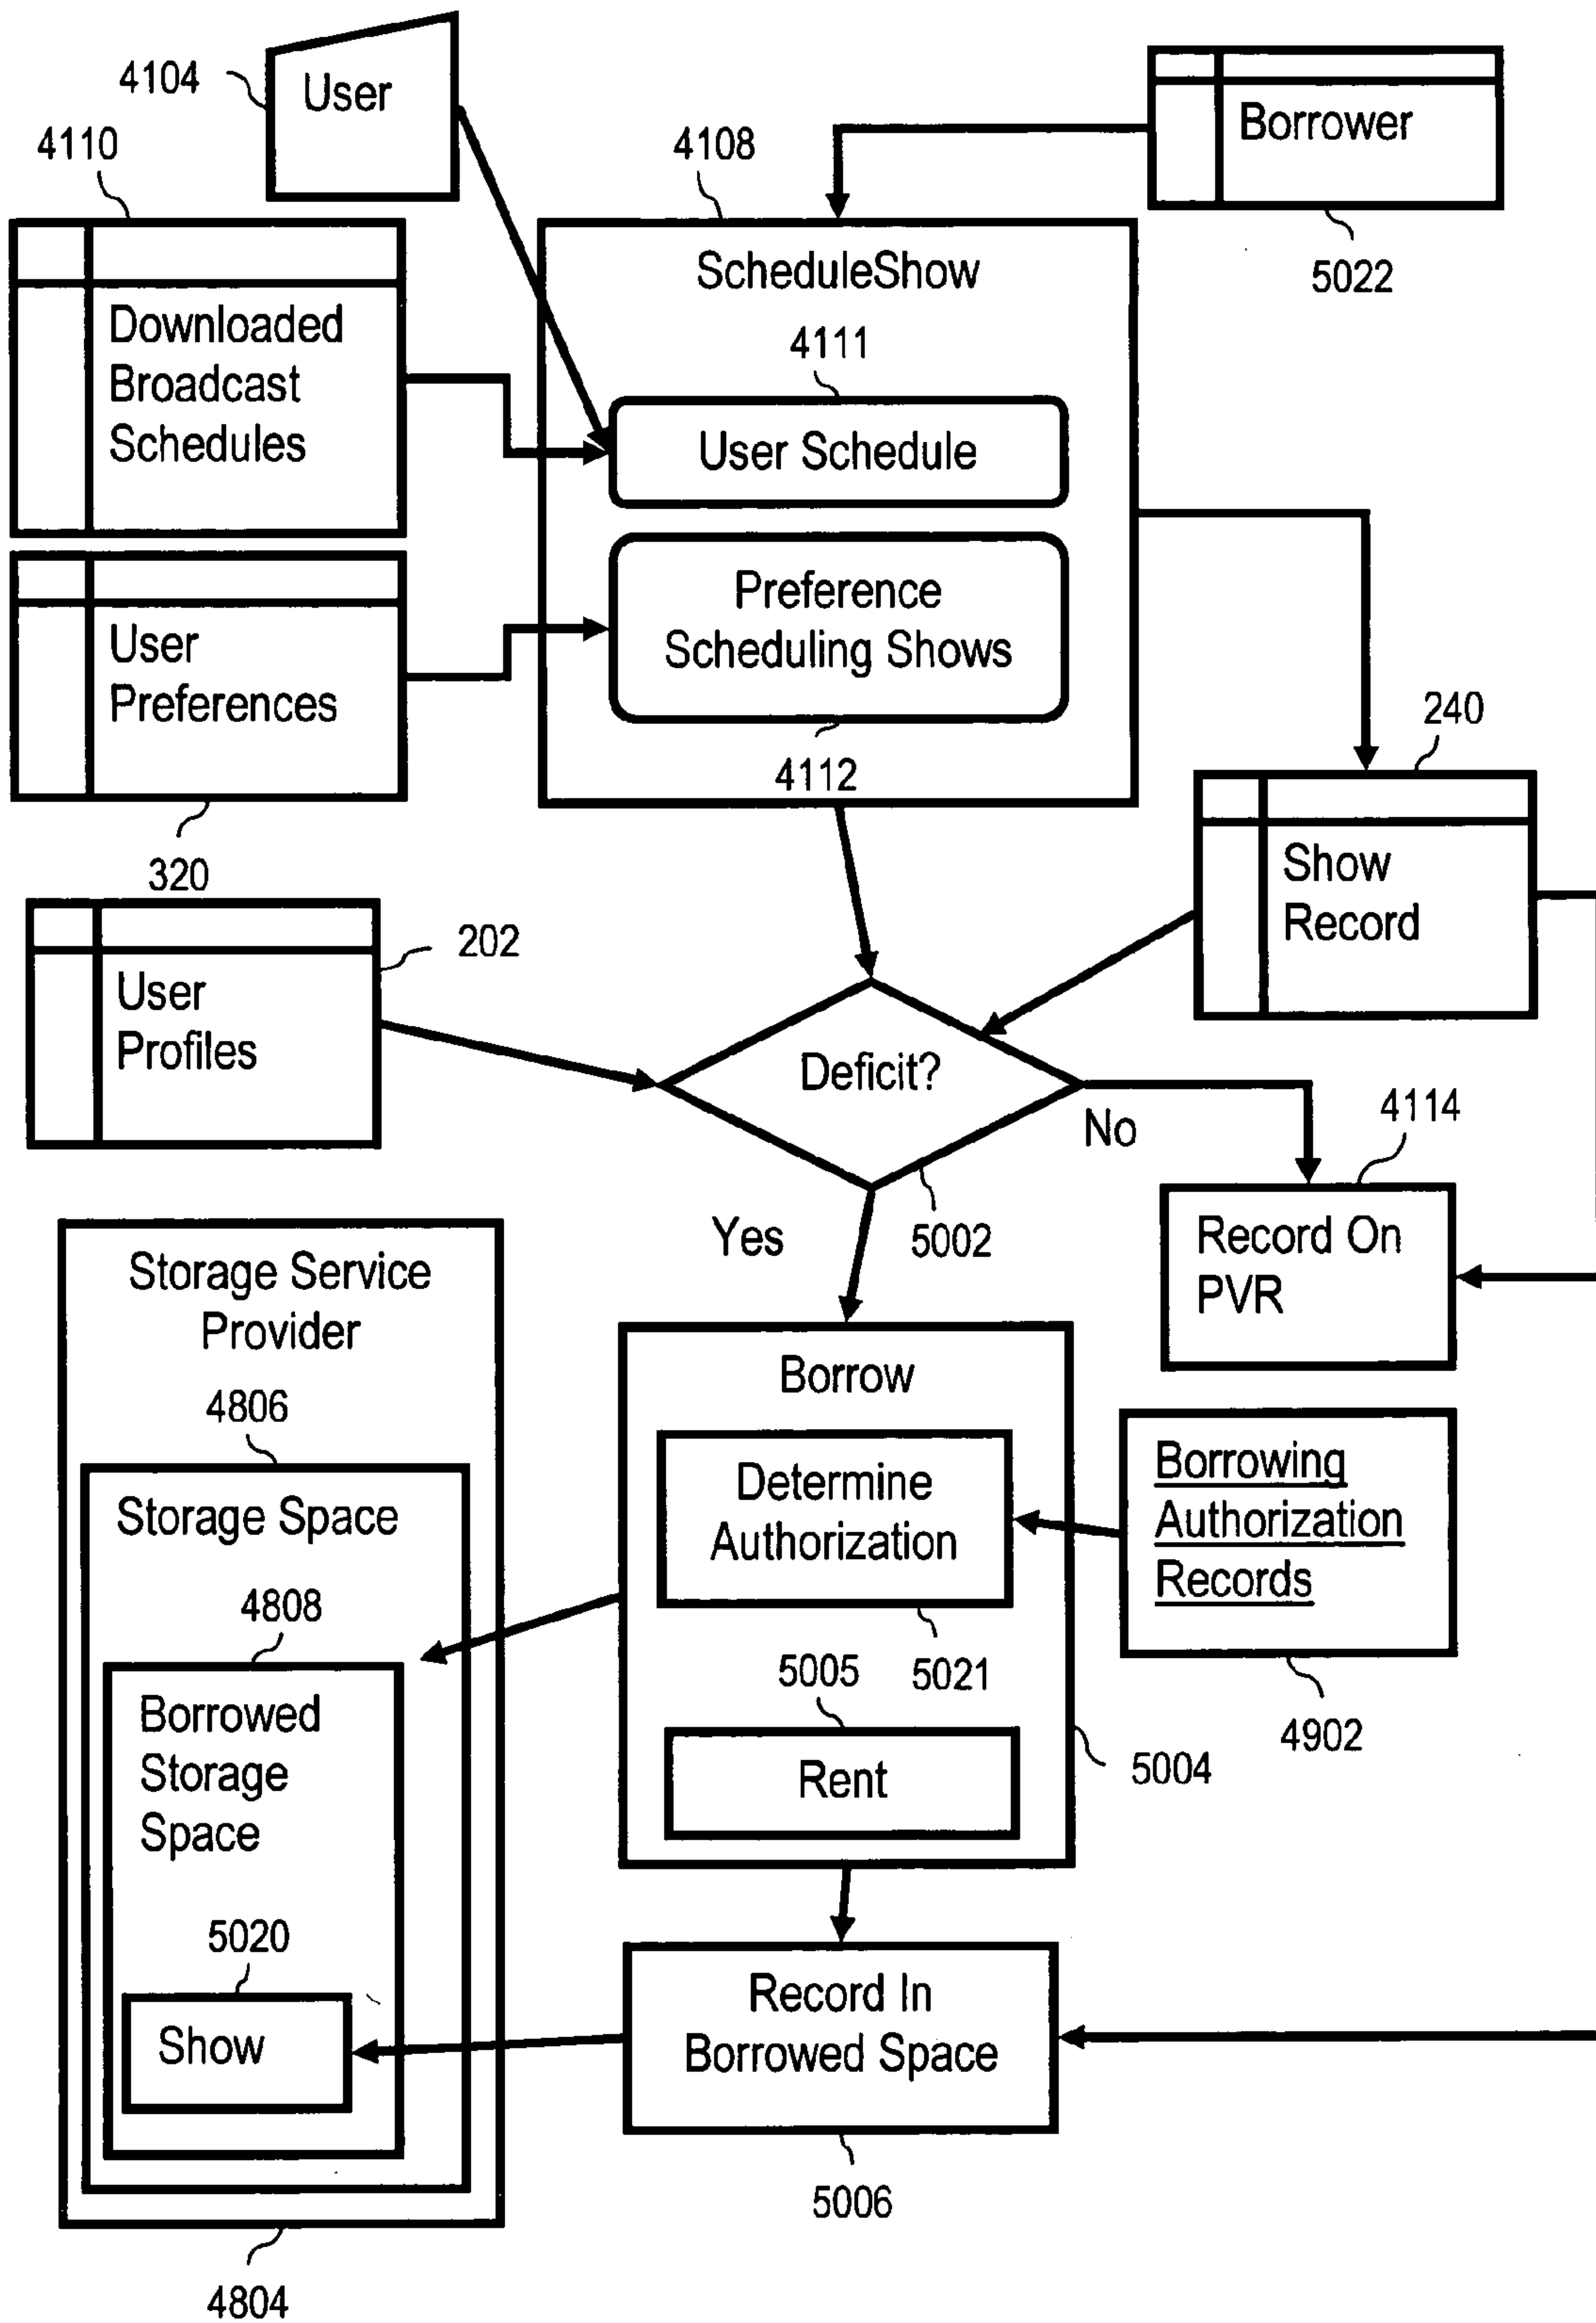 4104
User
4110
4108
Borrower
5022
ScheduleShow
Downloaded
Broadcast
Schedules
4111
User Schedule
User
Preferences
320
Preference
Scheduling Shows
4112
240
Show
Record
202
User
Profiles
Deficit?
No
Yes
5002
4114
Record On
PVR
Storage Service
Provider
4806
Storage Space
4808
Borrowed
Storage
Space
5020
Show
4804
Borrow
Determine
Authorization
5021
5005
Rent
5004
Borrowing
Authorization
Records
4902
Record In
Borrowed Space
5006